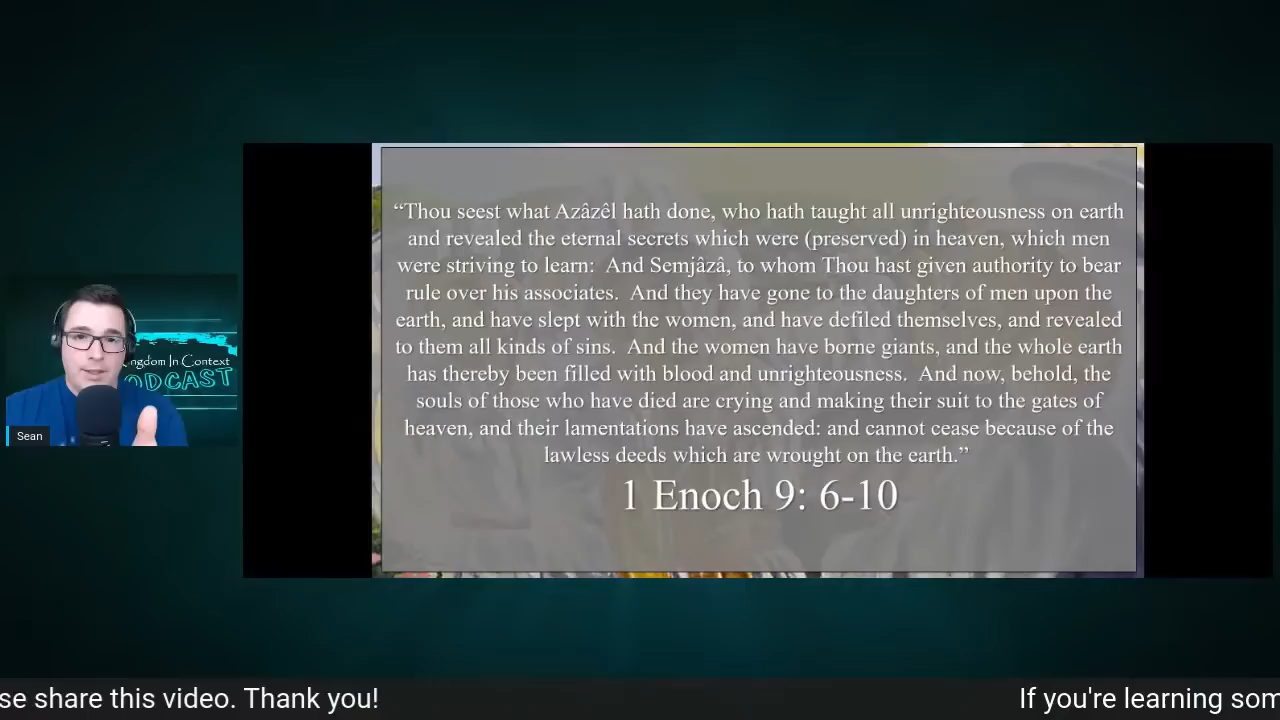 “Thou seest what Azâzêl hath done, who hath taught all unrighteousness on earth
and revealed the eternal secrets which were (preserved) in heaven, which men
were striving to learn: And Semjâzâ, to whom Thou hast given authority to bear
rule over his associates. And they have gone to the daughters of men upon the
earth, and have slept with the women, and have defiled themselves, and revealed
to them all kinds of sins. And the women have borne giants, and the whole earth
has thereby been filled with blood and unrighteousness. And now, behold, the
souls of those who have died are crying and making their suit to the gates of
heaven, and their lamentations have ascended: and cannot cease because of the
lawless deeds which are wrought on the earth.”
1 Enoch 9: 6-10
ngdom In Context
ODCAST
Sean
se share this video. Thank you!
If you're learning som